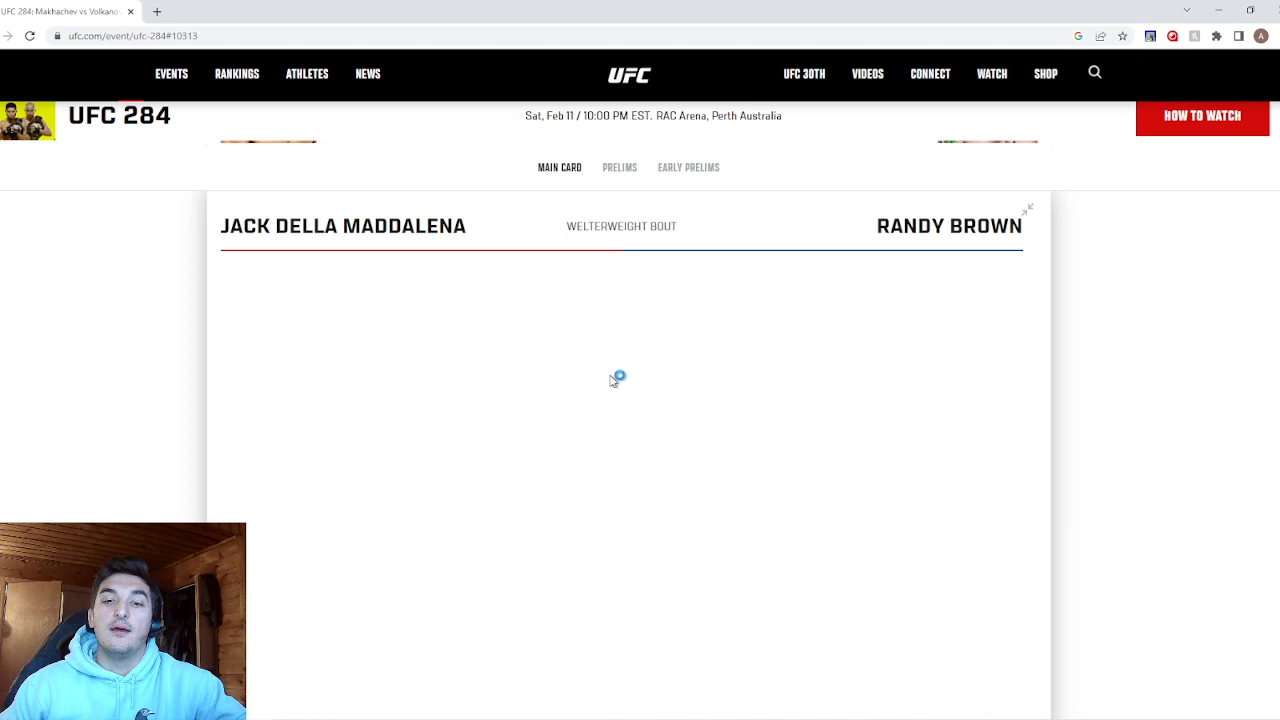 UFC 284: Makhachev vs Volkanov
ufc.com/event/ufc-284#10313
A
EVENTS
RANKINGS
ATHLETES
NEWS
UFC
UFC 30TH
VIDEOS
CONNECT
WATCH
SHOP
UFC 284
Sat, Feb 11 / 10:00 PM EST. RAC Arena, Perth Australia
HOW TO WATCH
MAIN CARD
PRELIMS
EARLY PRELIMS
JACK DELLA MADDALENA
WELTERWEIGHT BOUT
RANDY BROWN